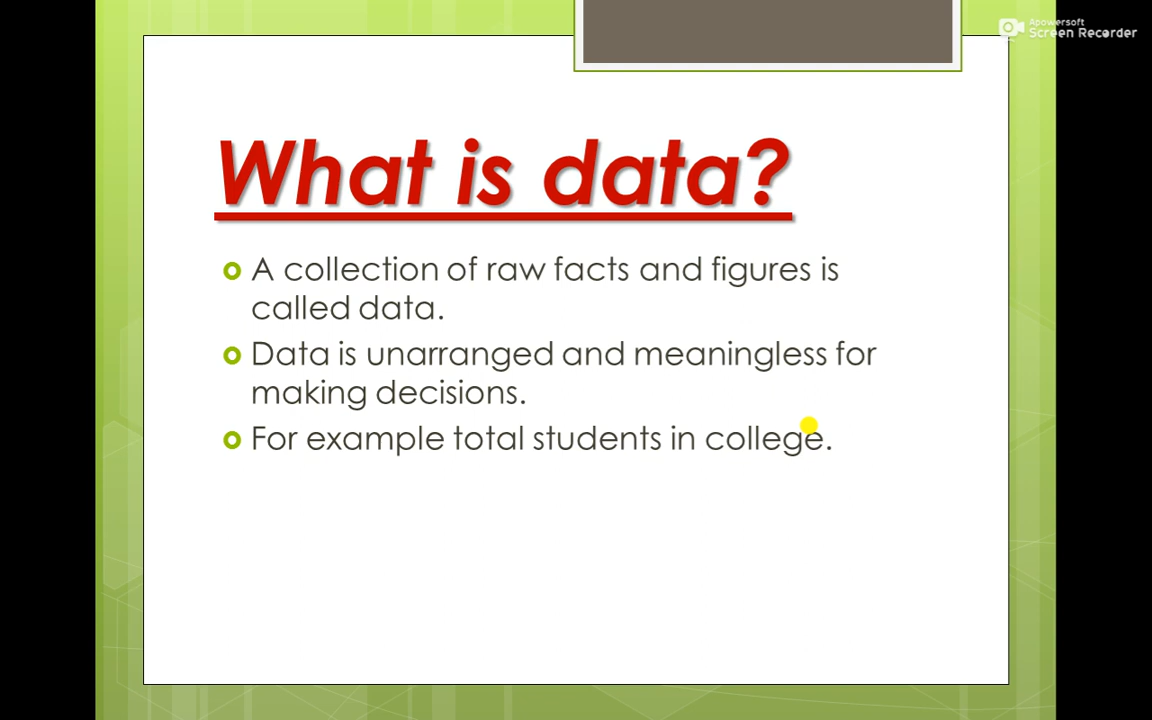 Apowersoft
Screen Recorder
What is data?
A collection of raw facts and figures is
called data.
Data is unarranged and meaningless for
making decisions.
For example total students in college.